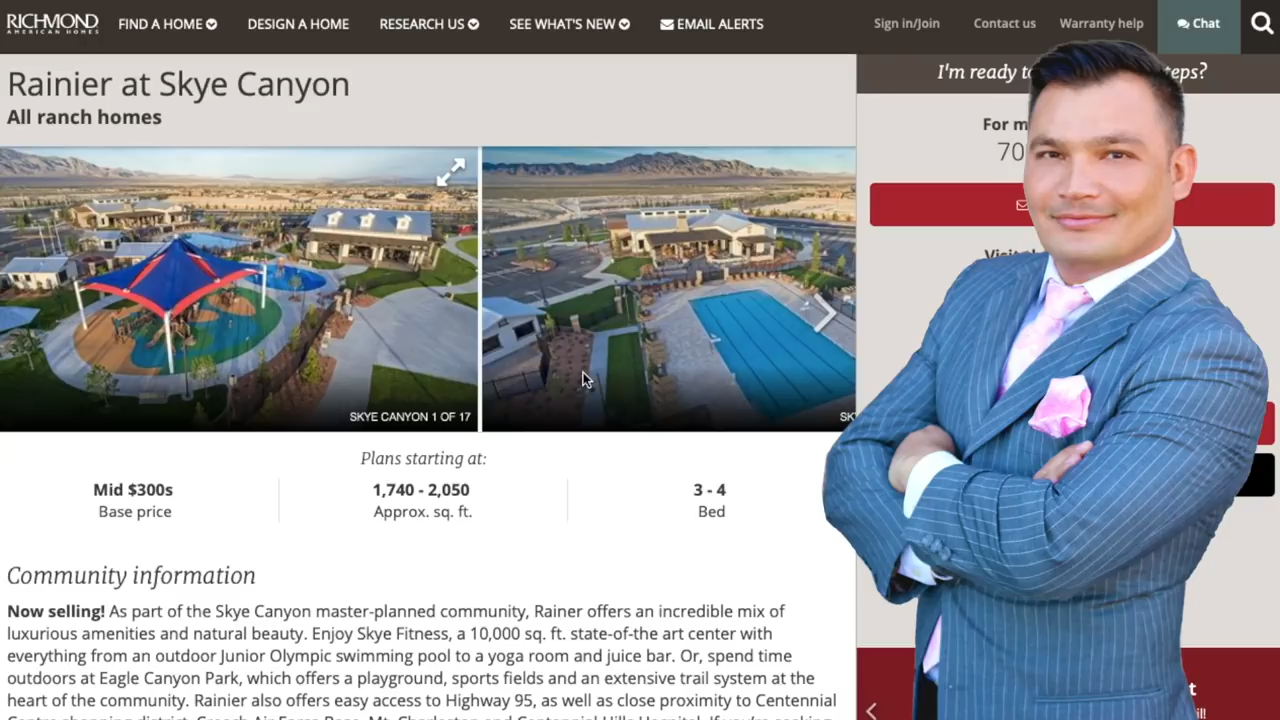 RICHMOND
AMERICAN HOMES
FIND A HOME
DESIGN A HOME
RESEARCH US
SEE WHAT'S NEW
EMAIL ALERTS
Sign in/Join
Contact us
Warranty help
Chat
Rainier at Skye Canyon
All ranch homes
SKYE CANYON 1 OF 17
Plans starting at:
Mid $300s
Base price
1,740 - 2,050
Approx. sq. ft.
3 - 4
Bed
Community information
Now selling! As part of the Skye Canyon master-planned community, Rainer offers an incredible mix of
luxurious amenities and natural beauty. Enjoy Skye Fitness, a 10,000 sq. ft. state-of-the art center with
everything from an outdoor Junior Olympic swimming pool to a yoga room and juice bar. Or, spend time
outdoors at Eagle Canyon Park, which offers a playground, sports fields and an extensive trail system at the
heart of the community. Rainier also offers easy access to Highway 95, as well as close proximity to Centennial
I'm ready
For
70